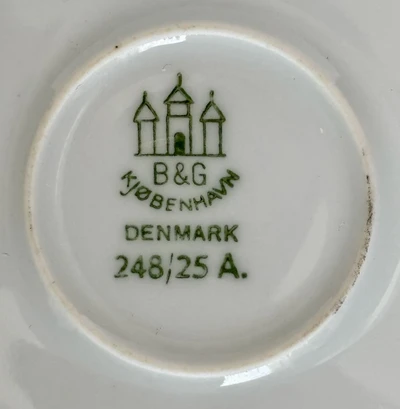 B&G
KJØBENHAVN
DENMARK
248/25 A.